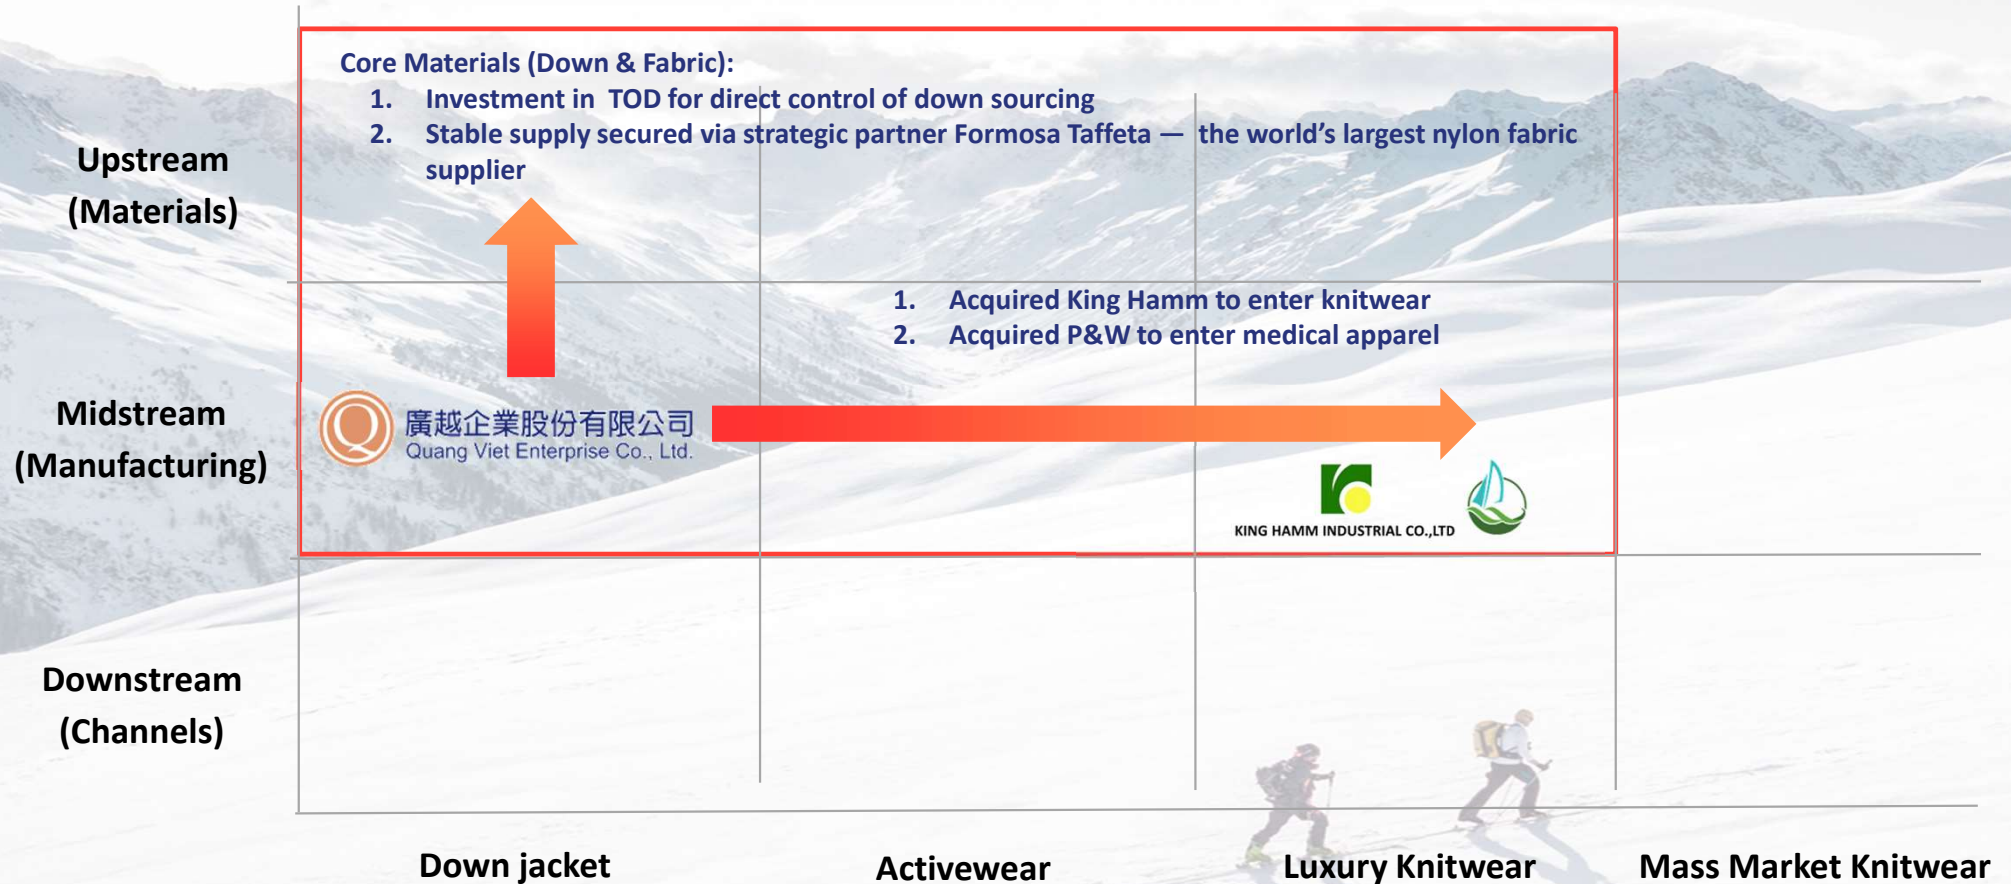 Core Materials (Down & Fabric):
1. Investment in TOD for direct control of down sourcing
2. Stable supply secured via strategic partner Formosa Taffeta — the world's largest nylon fabric
supplier
Upstream
(Materials)
1. Acquired King Hamm to enter knitwear
2. Acquired P&W to enter medical apparel
Midstream
(Manufacturing)
廣越企業股份有限公司
Quang Viet Enterprise Co., Ltd.
KING HAMM INDUSTRIAL CO.,LTD
Downstream
(Channels)
Down jacket
Activewear
Luxury Knitwear
Mass Market Knitwear